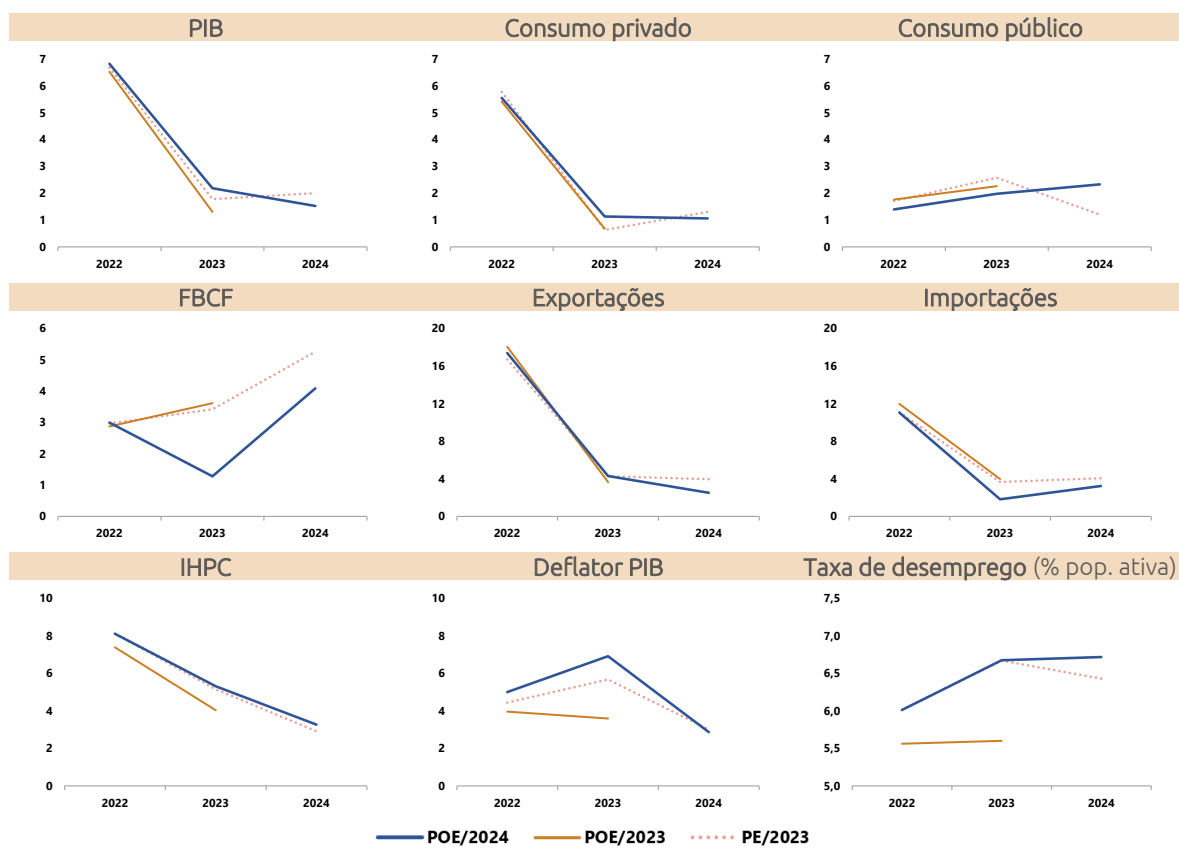 PIB Consumo privado Consumo público
7 7 7
6 6 6
5 5 5
4 4 4
3 3 3
2 2 2
1 1 1
0 0 0
2022 2023 2024 2022 2023 2024 2022 2023 2024
FBCF Exportações Importações
6 20 20
5 16 16
4 12 12
3 8 8
2 4 4
1 0 0
0
2022 2023 2024 2022 2023 2024 2022 2023 2024
IHPC Deflator PIB Taxa de desemprego (% pop. ativa)
10 10 7,5
8 8 7,0
6 6 6,5
4 4 6,0
2 2 5,5
0 0 5,0
2022 2023 2024 2022 2023 2024 2022 2023 2024
POE/2024 POE/2023 PE/2023